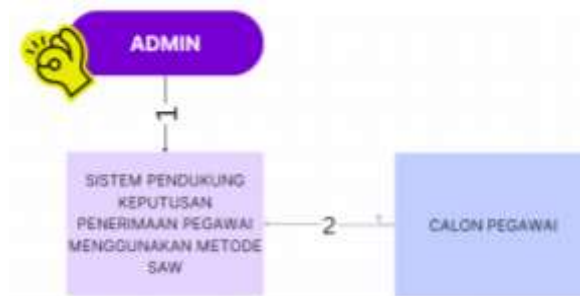 ADMIN
1
SISTEM PENDUKUNG
KEPUTUSAN
PENERIMAAN PEGAWAI
MENGGUNAKAN METODE
SAW
2
CALON PEGAWAI